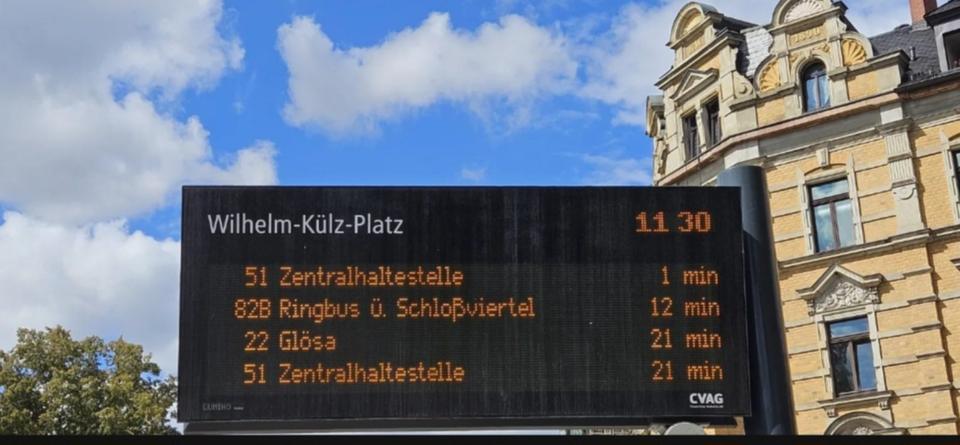 Wilhelm-Külz-Platz 11 30
51 Zentralhaltestelle 1 min
82B Ringbus ü. Schloßviertel 12 min
22 Glösa 21 min
51 Zentralhaltestelle 21 min
LUMINO CVAG